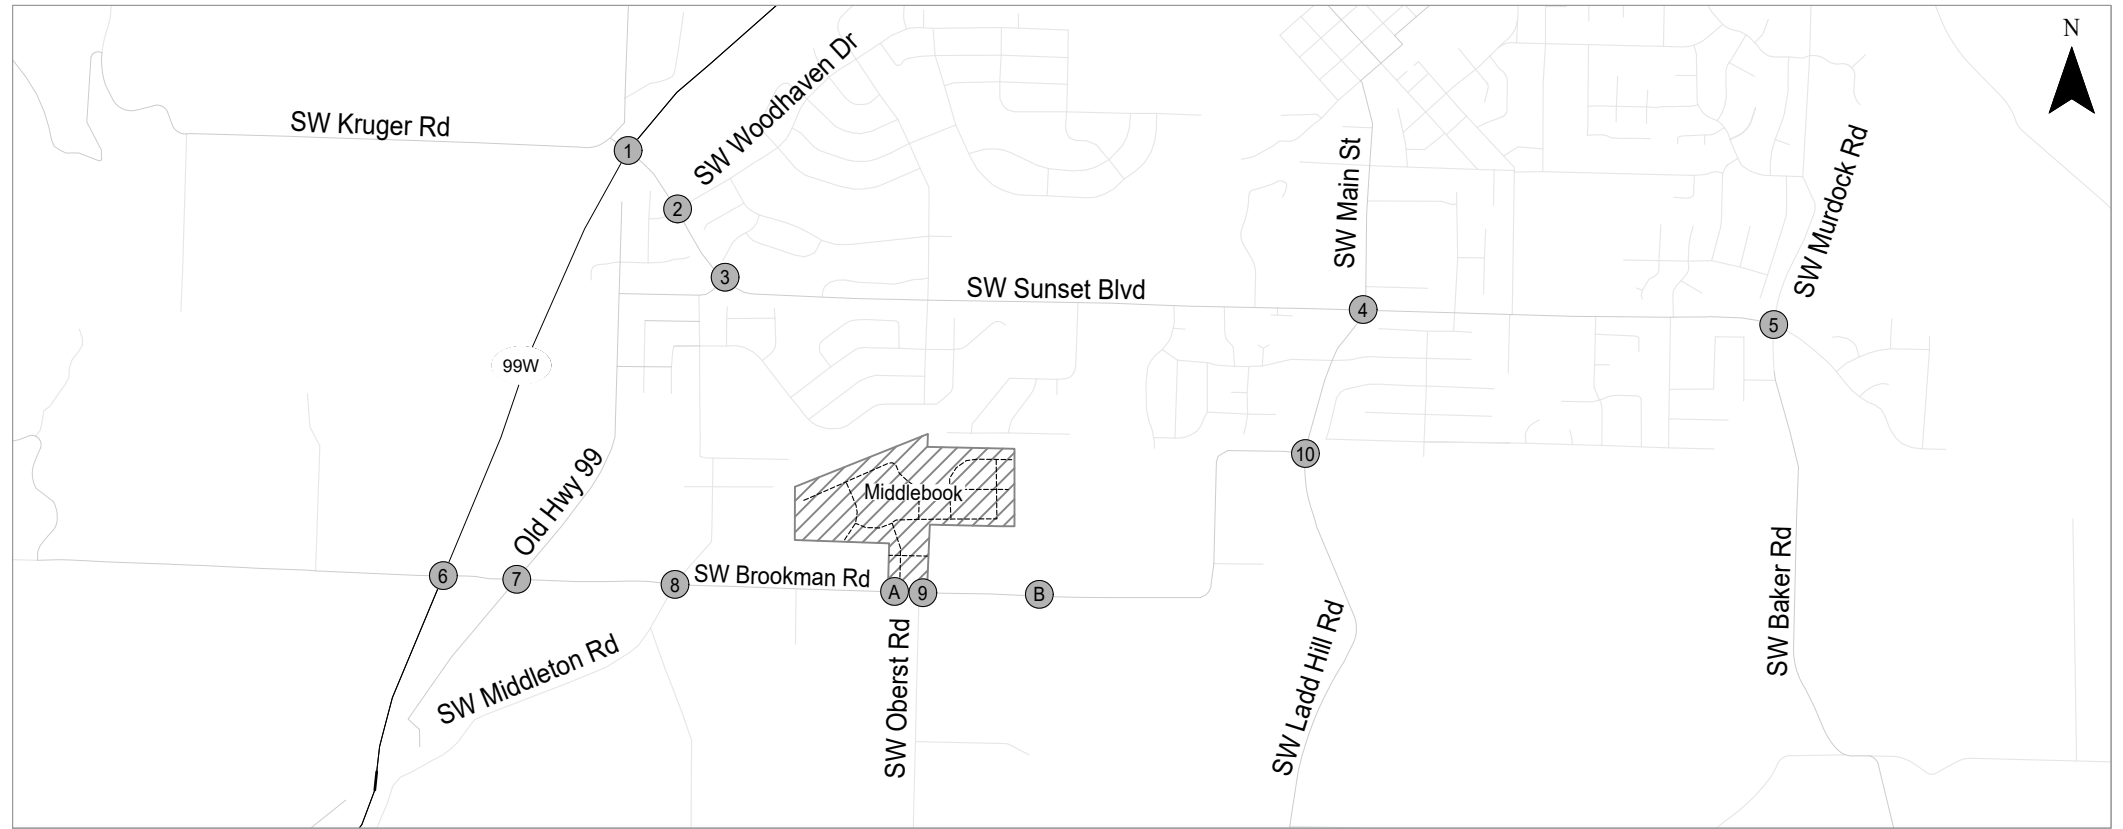 N
SW Kruger Rd
SW Woodhaven Dr
1
2
3
SW Main St
SW Murdock Rd
SW Sunset Blvd
4
5
99W
Old Hwy 99
Middlebook
10
6
7
8
SW Brookman Rd
A
9
B
SW Middleton Rd
SW Oberst Rd
SW Ladd Hill Rd
SW Baker Rd